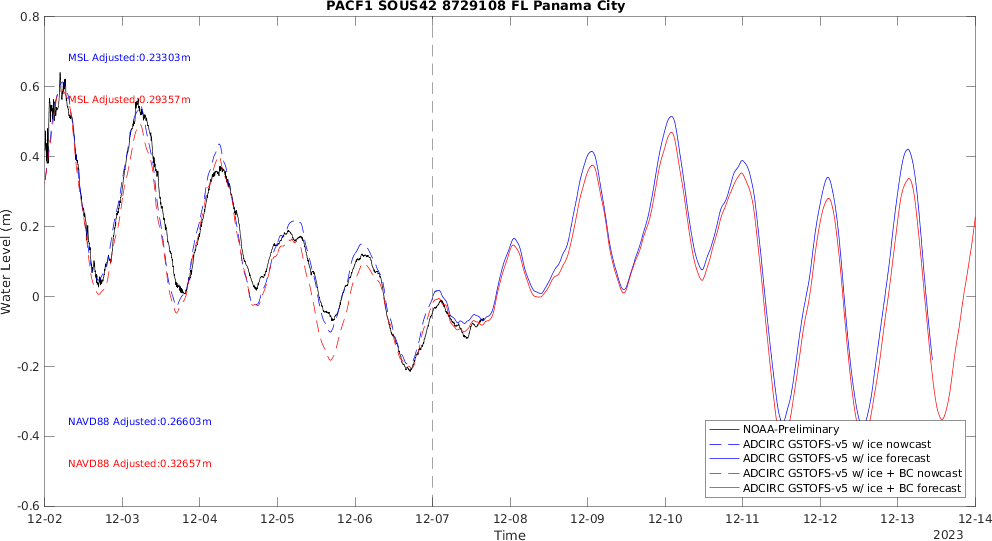 PACF1 SOUS42 8729108 FL Panama City
0.8
0.6
0.4
0.2
0
-0.2
-0.4
-0.6
Water Level (m)
MSL Adjusted:0.23303m
MSL Adjusted:0.29357m
NAVD88 Adjusted:0.26603m
NAVD88 Adjusted:0.32657m
NOAA-Preliminary
ADCIRC GSTOFS-v5 w/ ice nowcast
ADCIRC GSTOFS-v5 w/ ice forecast
ADCIRC GSTOFS-v5 w/ ice + BC nowcast
ADCIRC GSTOFS-v5 w/ ice + BC forecast
12-02 12-03 12-04 12-05 12-06 12-07 12-08 12-09 12-10 12-11 12-12 12-13 12-14
Time
2023